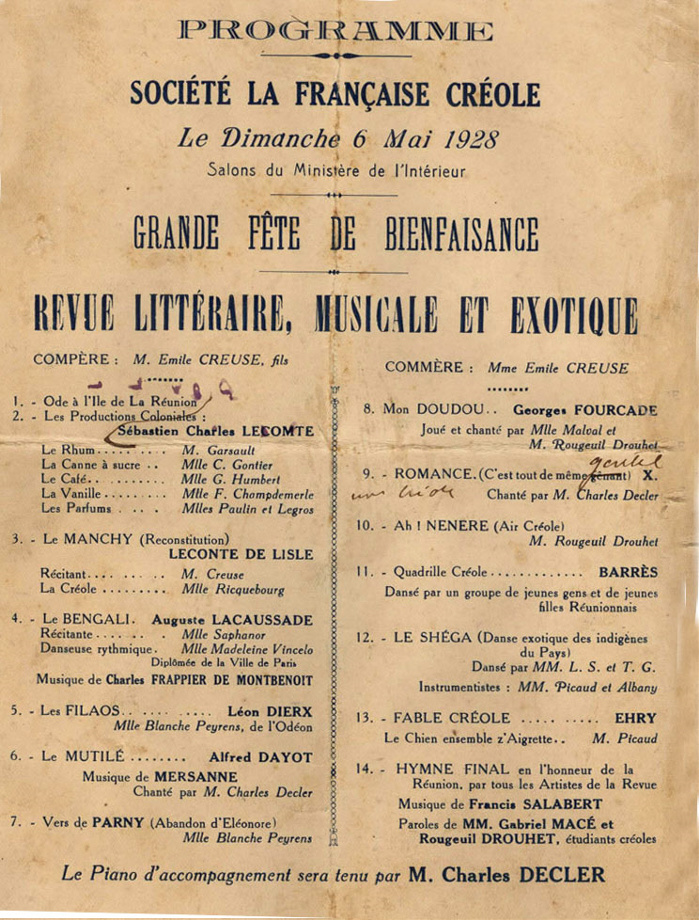 PROGRAMME
SOCIÉTÉ LA FRANÇAISE CRÉOLE
Le Dimanche 6 Mai 1928
Salons du Ministère de l'Intérieur
GRANDE FÊTE DE BIENFAISANCE
REVUE LITTÉRAIRE, MUSICALE ET EXOTIQUE
COMPÈRE : M. Emile CREUSE, fils
1. - Ode à l'Ile de La Réunion
2. - Les Productions Coloniales :
Sébastien Charles LECOMTE
Le Rhum......... M. Garsault
La Canne à sucre .. Mlle C. Gontier
Le Café......... Mlle G. Humbert
La Vanille ....... Mlle F. Champdemerle
Les Parfums . ... Mlles Paulin et Legros
3. - Le MANCHY (Reconstitution)
LECONTE DE LISLE
Récitant......... M. Creuse
La Créole ......... Mlle Ricquebourg
4. - Le BENGALI. Auguste LACAUSSADE
Récitante....... Mlle Saphanor
Danseuse rythmique. Mlle Madeleine Vincelo
Diplômée de la Ville de Paris
Musique de Charles FRAPPIER DE MONTBENOIT
5. - Les FILAOS.......... Léon DIERX
Mlle Blanche Peyrens, de l'Odéon
6. - Le MUTILÉ ........ Alfred DAYOT
Musique de MERSANNE
Chanté par M. Charles Decler
7. - Vers de PARNY (Abandon d'Eléonore)
Mlle Blanche Peyrens
COMMÈRE : Mme Emile CREUSE
8. Mon DOUDOU.. Georges FOURCADE
Joué et chanté par Mlle Malval et
M. Rougeuil Drouhet
gentil
9. - ROMANCE.(C'est tout de même gênant) X.
une créole Chanté par M. Charles Decler
10. - Ah ! NENERE (Air Créole)
M. Rougeuil Drouhet
11. - Quadrille Créole............. BARRÈS
Dansé par un groupe de jeunes gens et de jeunes
filles Réunionnais
12. - LE SHÉGA (Danse exotique des indigènes
du Pays)
Dansé par MM. L. S. et T. G.
Instrumentistes : MM. Picaud et Albany
13. - FABLE CRÉOLE ..... ..... EHRY
Le Chien ensemble z'Aigrette.. M. Picaud
14. - HYMNE FINAL en l'honneur de la
Réunion, par tous les Artistes de la Revue
Musique de Francis SALABERT
Paroles de MM. Gabriel MACÉ et
Rougeuil DROUHET, étudiants créoles
Le Piano d'accompagnement sera tenu par M. Charles DECLER